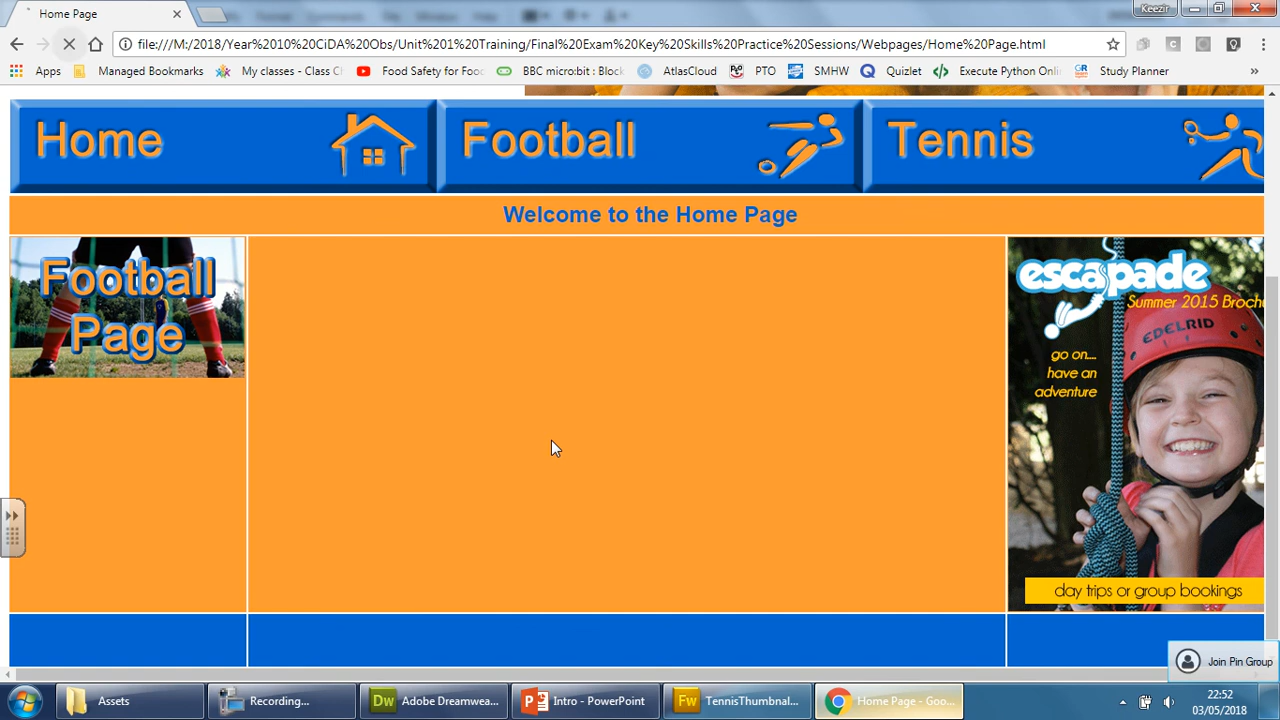 Home Page
Keezir
file:///M:/2018/Year%2010%20CiDA%20Obs/Unit%201%20Training/Final%20Exam%20Key%20Skills%20Practice%20Sessions/Webpages/Home%20Page.html
Apps Managed Bookmarks My classes - Class C Food Safety for Foo BBC micro:bit : Block AtlasCloud PTO SMHW Quizlet Execute Python Onli Study Planner »
Home Football Tennis
Welcome to the Home Page
Football
Page
escapade
Summer 2015 Brochu
EDELRID
go on....
have an
adventure
day trips or group bookings
Join Pin Group
Assets Recording... Adobe Dreamwea... Intro - PowerPoint TennisThumbnal... Home Page - Goo...
22:52
03/05/2018